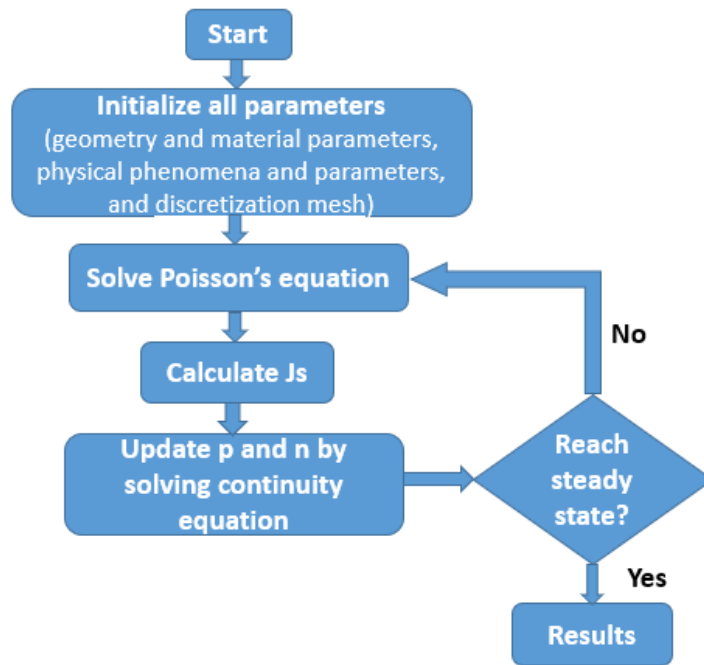 Start
Initialize all parameters
(geometry and material parameters,
physical phenomena and parameters,
and discretization mesh)
Solve Poisson's equation
Calculate Js
Update p and n by
solving continuity
equation
No
Reach
steady
state?
Yes
Results